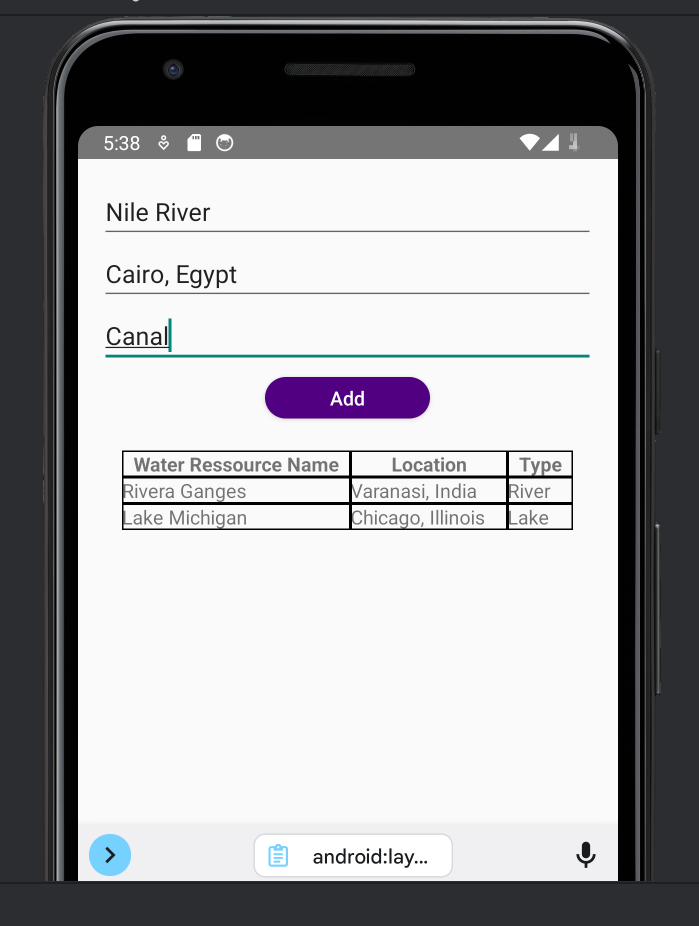 5:38
Nile River
Cairo, Egypt
Canal
Add
Water Ressource Name Location Type
Rivera Ganges Varanasi, India River
Lake Michigan Chicago, Illinois Lake
android:lay...